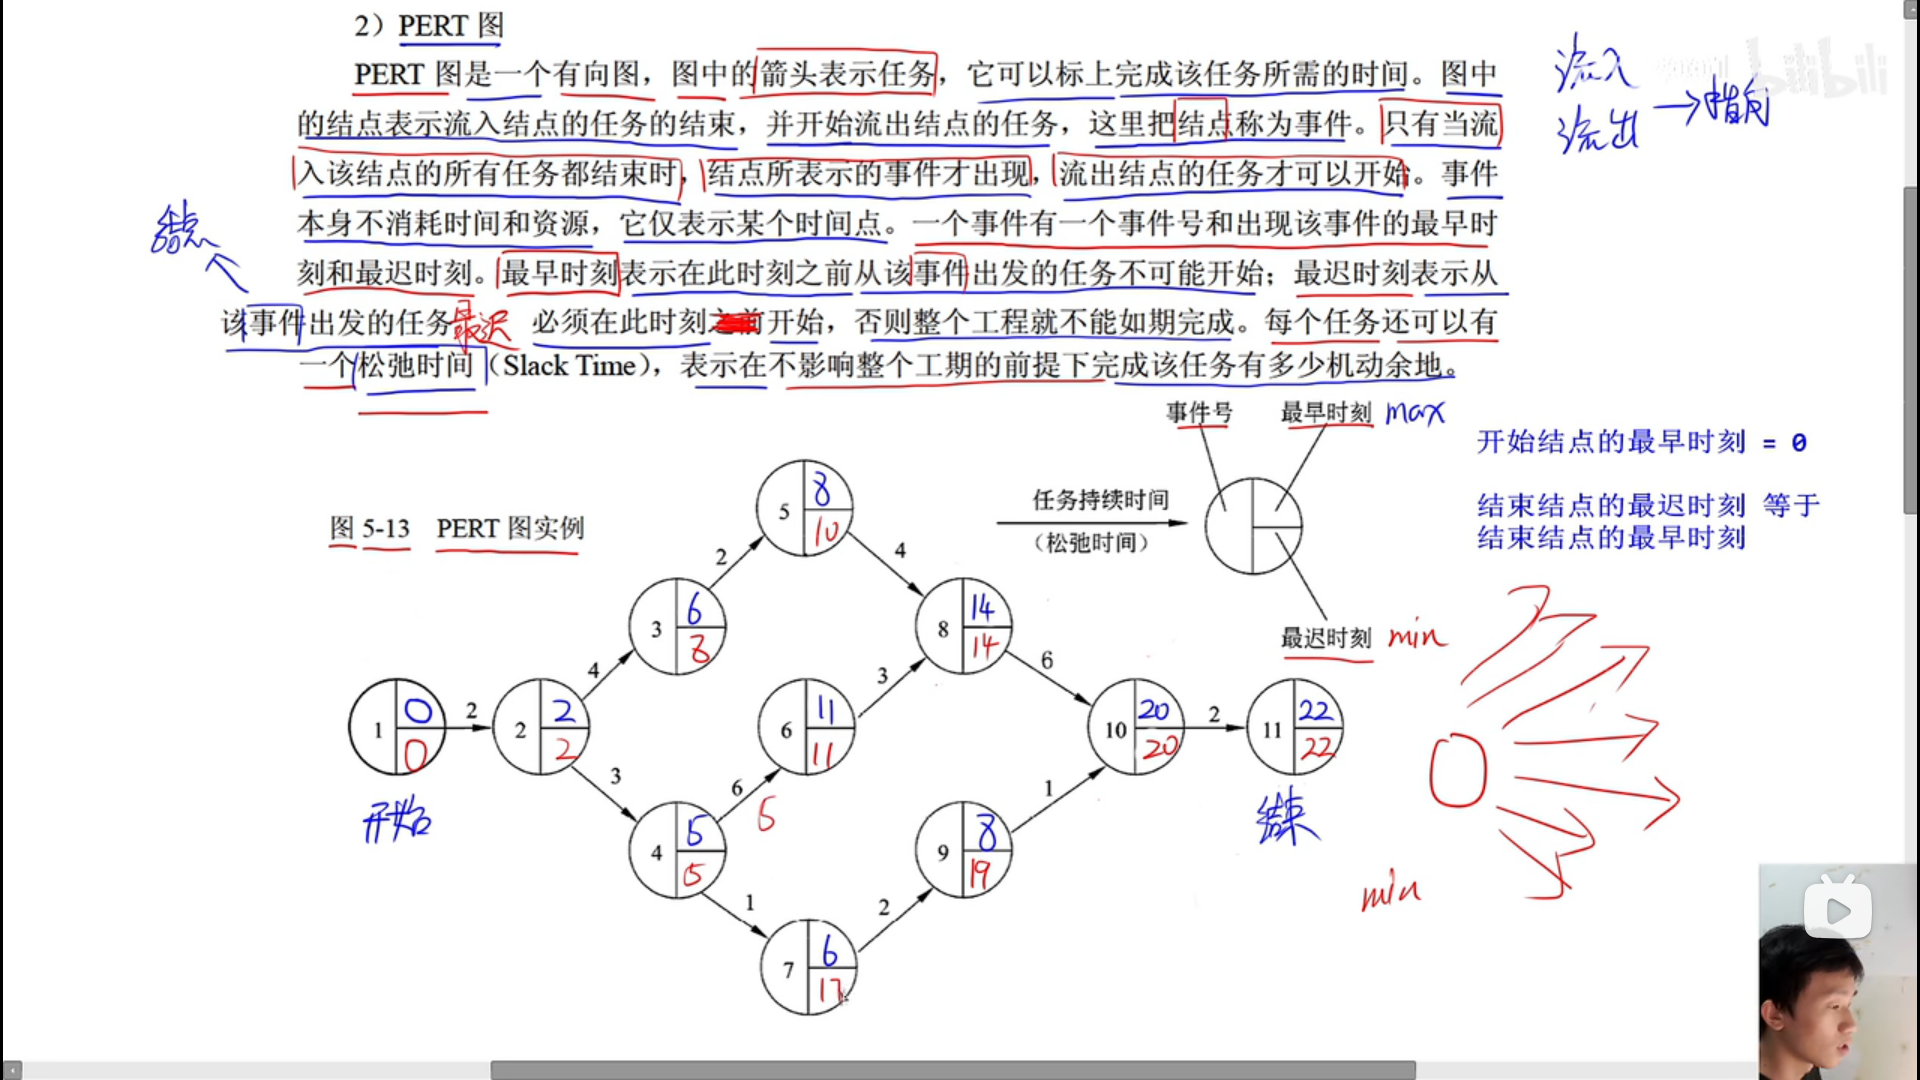 2）PERT 图
PERT 图是一个有向图，图中的箭头表示任务，它可以标上完成该任务所需的时间。图中
的结点表示流入结点的任务的结束，并开始流出结点的任务，这里把结点称为事件。只有当流
入该结点的所有任务都结束时，结点所表示的事件才出现，流出结点的任务才可以开始。事件
本身不消耗时间和资源，它仅表示某个时间点。一个事件有一个事件号和出现该事件的最早时
刻和最迟时刻。最早时刻表示在此时刻之前从该事件出发的任务不可能开始；最迟时刻表示从
该事件出发的任务最迟 必须在此时刻之前开始，否则整个工程就不能如期完成。每个任务还可以有
一个松弛时间（Slack Time），表示在不影响整个工期的前提下完成该任务有多少机动余地。
流入
流出 → 指向
bilibili
结点
事件号 最早时刻 max
开始结点的最早时刻 = 0
任务持续时间
（松弛时间）
结束结点的最迟时刻 等于
结束结点的最早时刻
最迟时刻 min
图 5-13 PERT 图实例
5 8
10
2
4
3 6
8
8 14
14
4
3
6
1 0
0
2
2 2
2
6 11
11
10 20
20
2
11 22
22
3
6
6
1
开始
结束
4 5
5
9 8
19
1
2
min
7 6
17